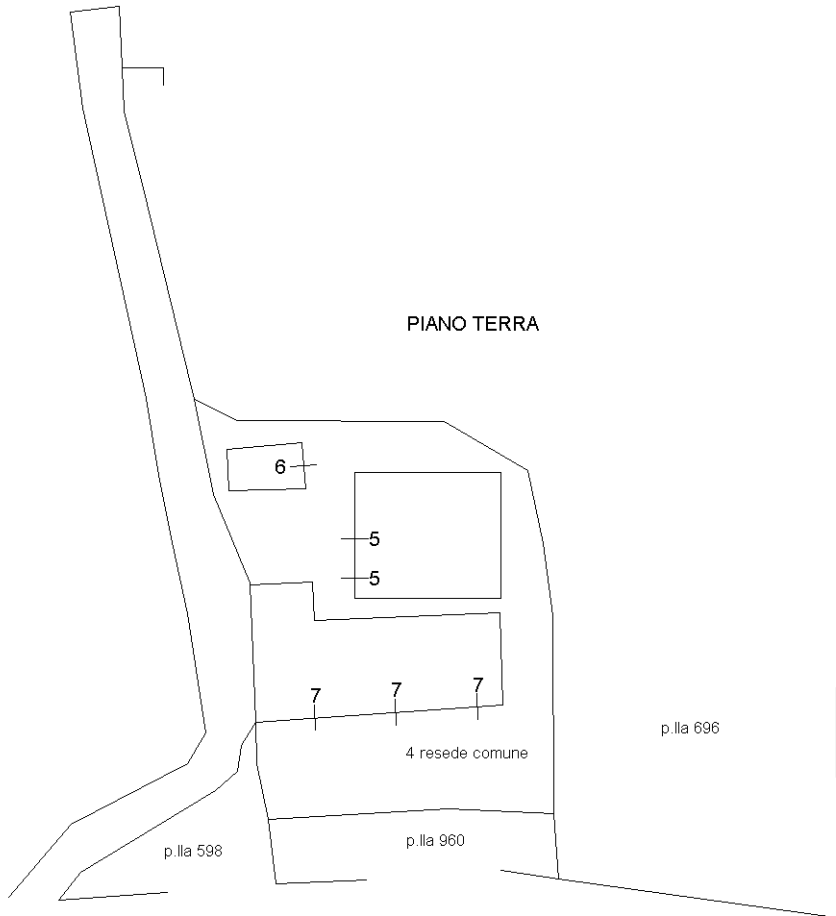 PIANO TERRA
6
5
5
7 7 7
p.lla 696
4 resede comune
p.lla 960
p.lla 598